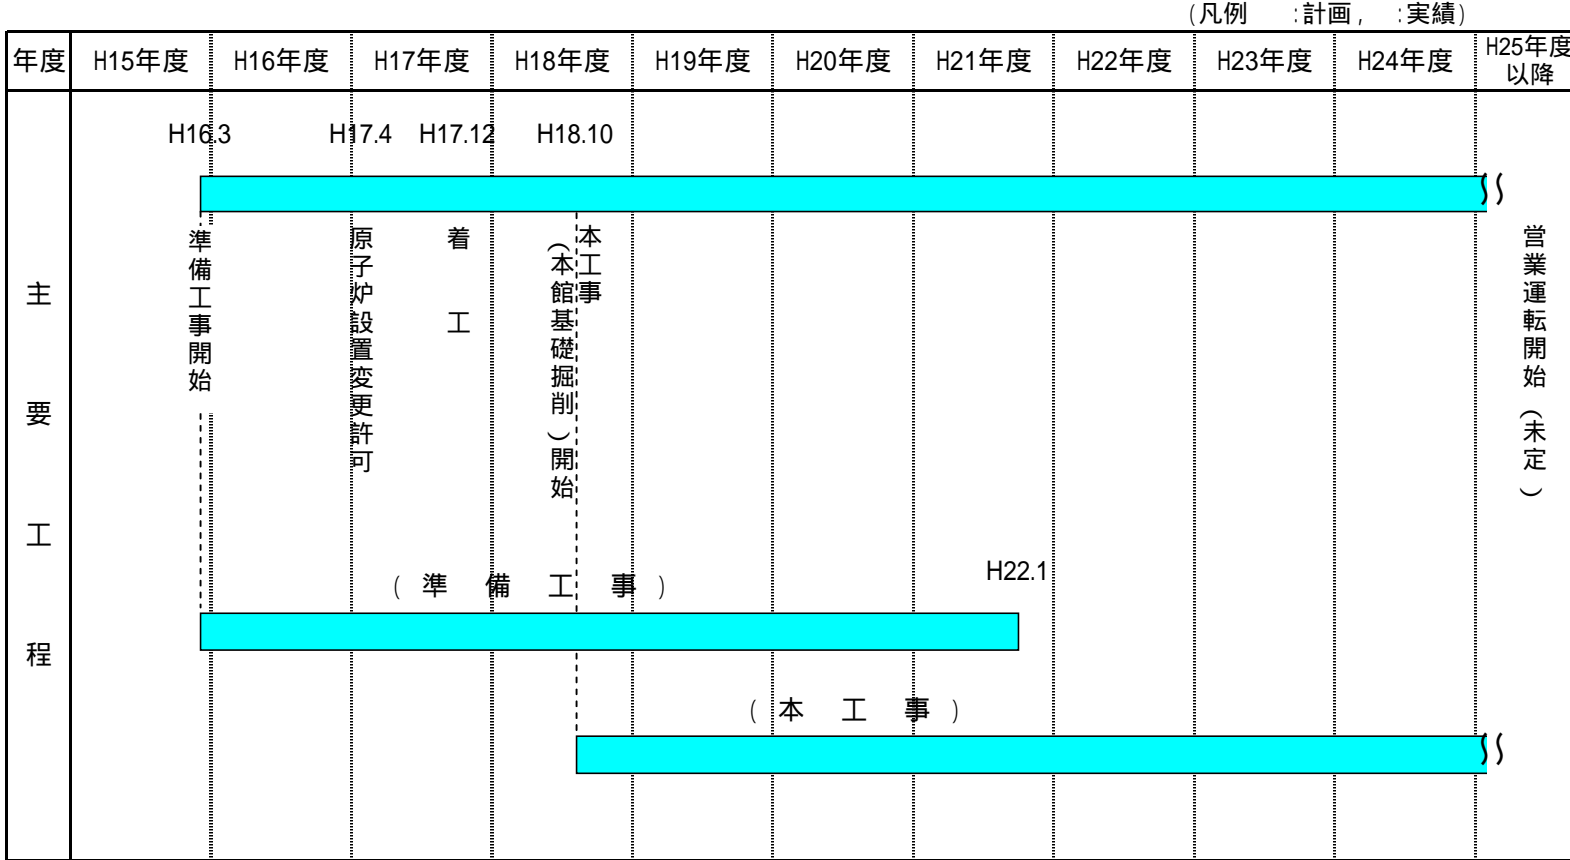 (凡例　:計画，　:実績)
年度 H15年度 H16年度 H17年度 H18年度 H19年度 H20年度 H21年度 H22年度 H23年度 H24年度 H25年度
以降
H16.3 H17.4 H17.12 H18.10
準備工事開始
原子炉設置変更許可
着工
本工事
(本館基礎掘削)開始
営業運転開始(未定)
主要工程
(準備工事)
H22.1
(本工事)